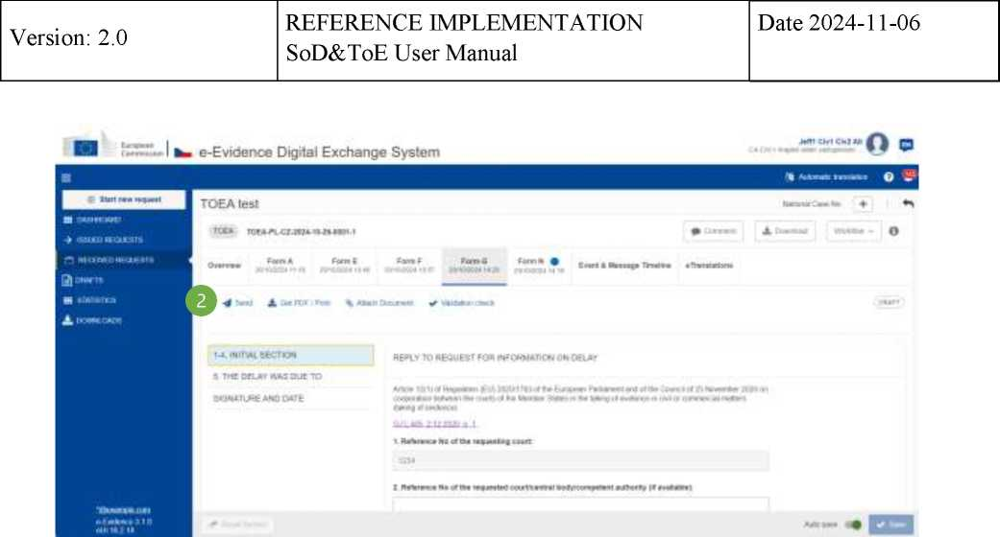 Version: 2.0
REFERENCE IMPLEMENTATION
SoD&ToE User Manual
Date 2024-11-06
European
Commission
e-Evidence Digital Exchange System
Jeff1 Civ1 Civ2 All
EN
Automatic translation
Start new request
DASHBOARD
ISSUED REQUESTS
RECEIVED REQUESTS
DRAFTS
STATISTICS
DOWNLOADS
TOEA test
National Case No.
TOEA TOEA-PL-CZ-2024-10-29-0001-1
Comment
Download
Workflow
Overview
Form A
Form E
Form F
Form G
Form N
Event & Message Timeline
eTranslations
2
Send
Get PDF / Print
Attach Document
Validation check
DRAFT
1-4. INITIAL SECTION
5. THE DELAY WAS DUE TO
SIGNATURE AND DATE
REPLY TO REQUEST FOR INFORMATION ON DELAY
Article 12(1) of Regulation (EU) 2020/1783 of the European Parliament and of the Council of 25 November 2020 on
cooperation between the courts of the Member States in the taking of evidence in civil or commercial matters
(taking of evidence)
OJ L 405, 2.12.2020, p. 1
1. Reference No of the requesting court:
1234
2. Reference No of the requested court/central body/competent authority (if available)
e-Evidence 3.1.0
Reset Section
Auto save
Save